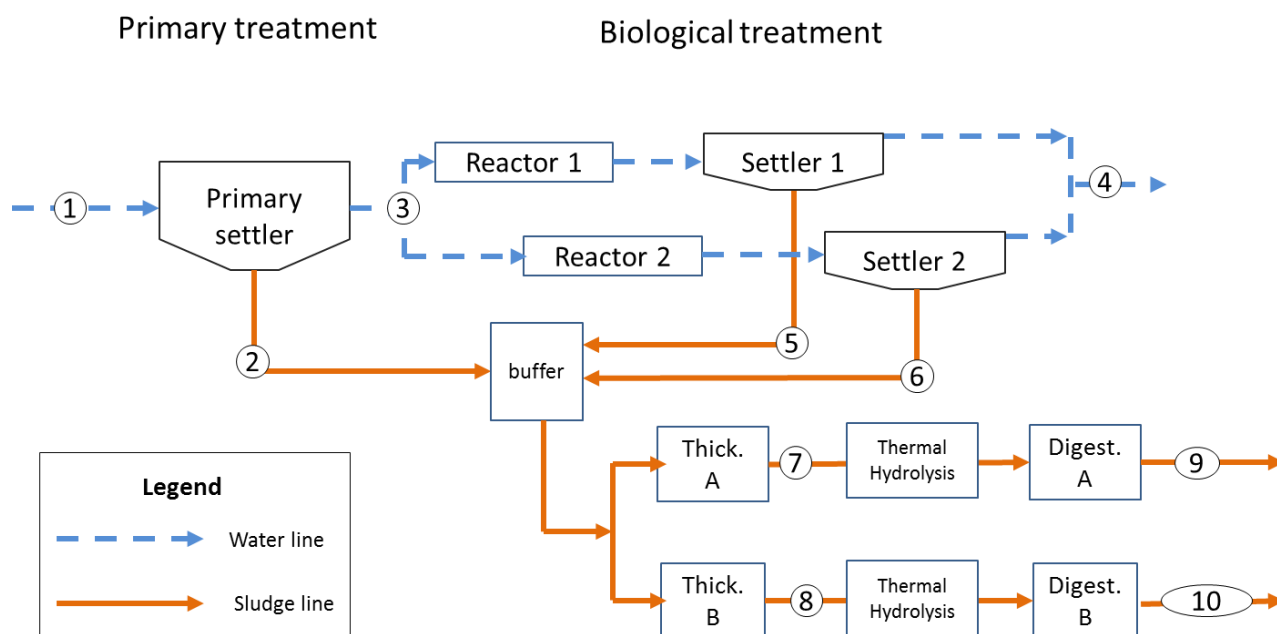 Primary treatment
Biological treatment
1
Primary
settler
3
Reactor 1
Settler 1
4
Reactor 2
Settler 2
2
buffer
5
6
Thick.
A
7
Thermal
Hydrolysis
Digest.
A
9
Thick.
B
8
Thermal
Hydrolysis
Digest.
B
10
Legend
Water line
Sludge line